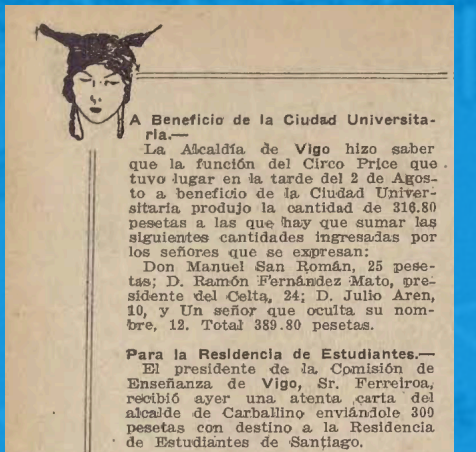 A Beneficio de la Ciudad Universita-
ria.—
La Alcaldía de Vigo hizo saber
que la función del Circo Price que
tuvo lugar en la tarde del 2 de Agos-
to a beneficio de la Ciudad Univer-
sitaria produjo la cantidad de 316.80
pesetas a las que hay que sumar las
siguientes cantidades ingresadas por
los señores que se expresan:
Don Manuel San Román, 25 pese-
tas; D. Ramón Fernández Mato, pre-
sidente del Celta, 24; D. Julio Aren,
10, y Un señor que oculta su nom-
bre, 12. Total 389.80 pesetas.
Para la Residencia de Estudiantes.—
El presidente de la Comisión de
Enseñanza de Vigo, Sr. Ferreiroa,
recibió ayer una atenta carta del
alcalde de Carballino enviándole 300
pesetas con destino a la Residencia
de Estudiantes de Santiago.